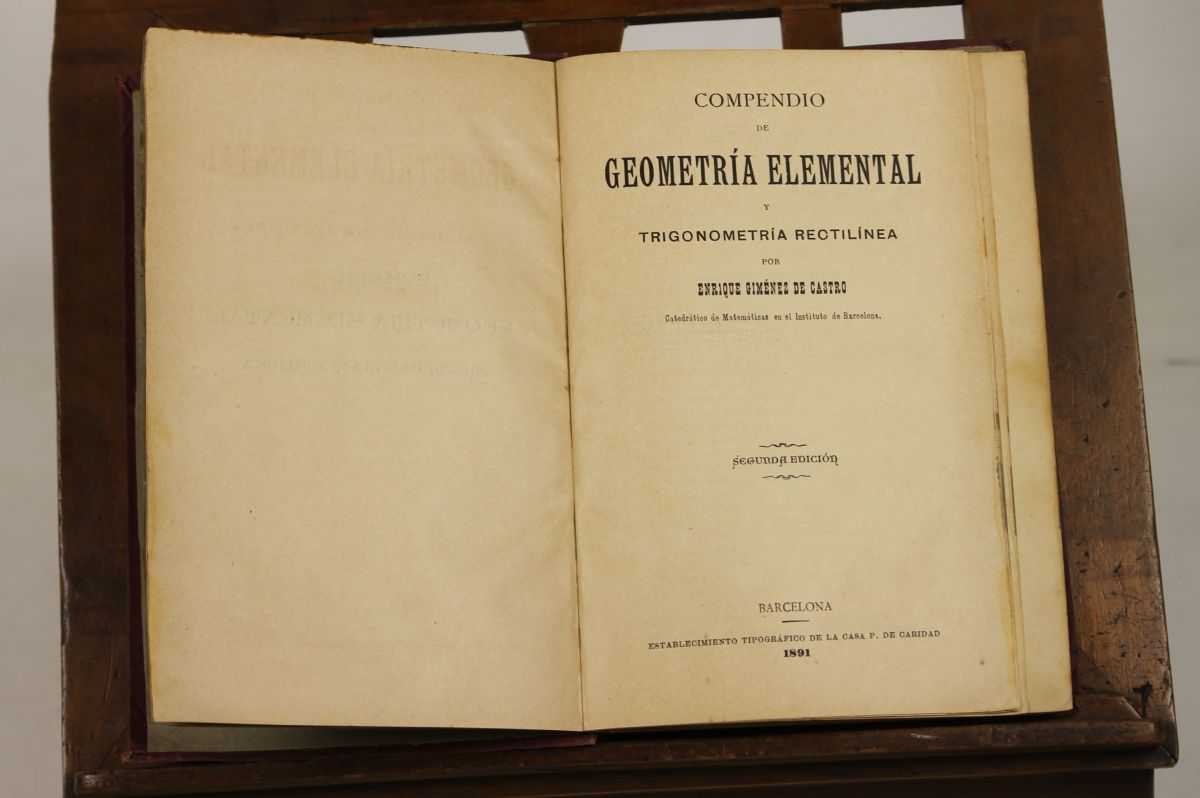 COMPENDIO
DE
GEOMETRÍA ELEMENTAL
Y
TRIGONOMETRÍA RECTILÍNEA
POR
ENRIQUE GIMÉNEZ DE CASTRO
Catedrático de Matemáticas en el Instituto de Barcelona.
SEGUNDA EDICIÓN
BARCELONA
ESTABLECIMIENTO TIPOGRÁFICO DE LA CASA P. DE CARIDAD
1891